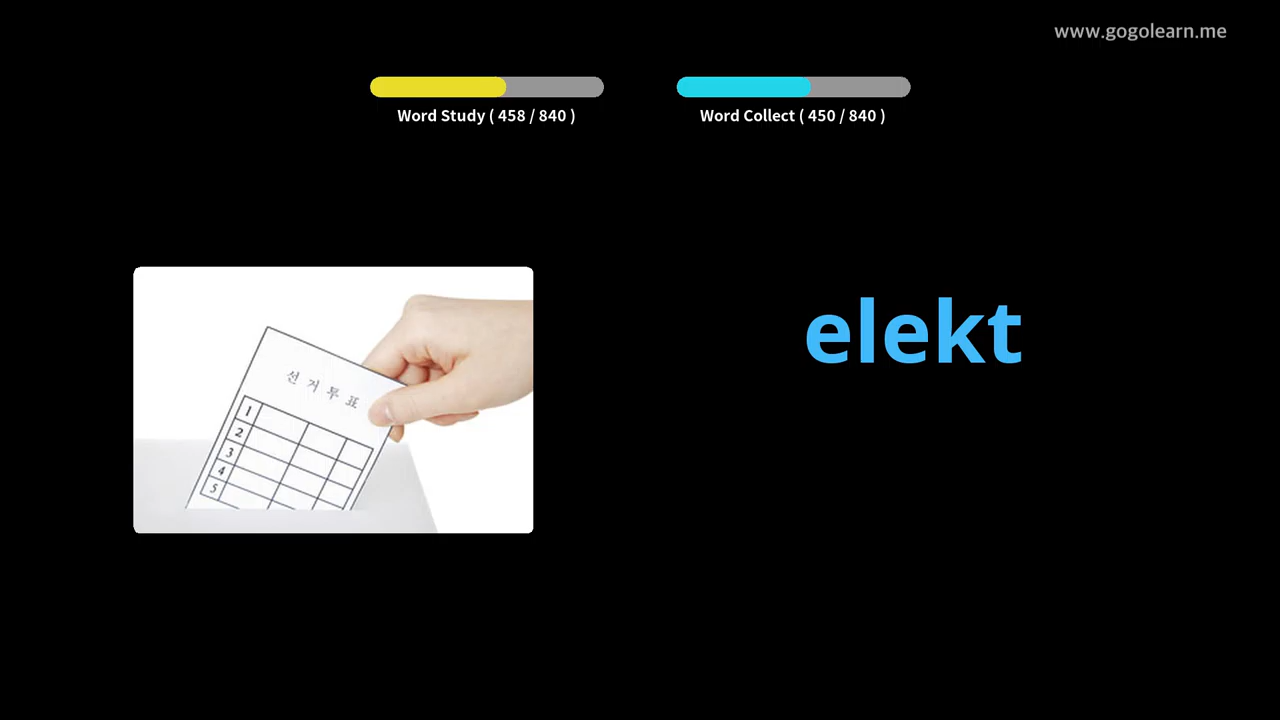 www.gogolearn.me
Word Study ( 458 / 840 )
Word Collect ( 450 / 840 )
elekt
선거투표
1
2
3
4
5